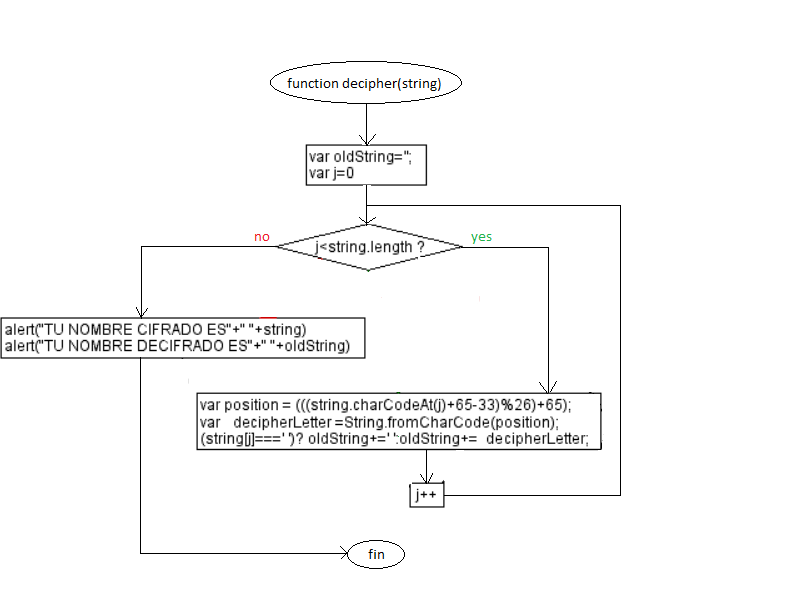 function decipher(string)
var oldString='';
var j=0
j<string.length ?
no
yes
alert("TU NOMBRE CIFRADO ES"+" "+string)
alert("TU NOMBRE DECIFRADO ES"+" "+oldString)
var position = (((string.charCodeAt(j)+65-33)%26)+65);
var decipherLetter=String.fromCharCode(position);
(string[j]===' ')? oldString+=' ':oldString+= decipherLetter;
j++
fin